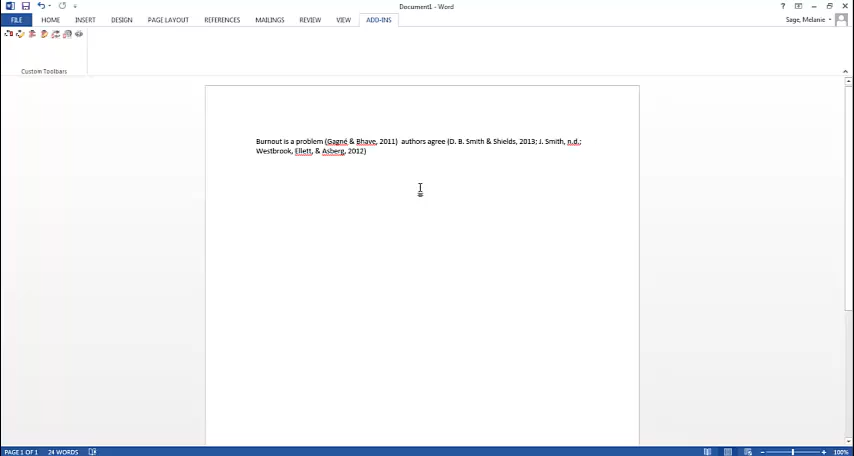 Document1 - Word
?
FILE HOME INSERT DESIGN PAGE LAYOUT REFERENCES MAILINGS REVIEW VIEW ADD-INS
Sage, Melanie
Custom Toolbars
Burnout is a problem (Gagné & Bhave, 2011)  authors agree (D. B. Smith & Shields, 2013; J. Smith, n.d.;
Westbrook, Ellett, & Asberg, 2012)
PAGE 1 OF 1 24 WORDS
100%